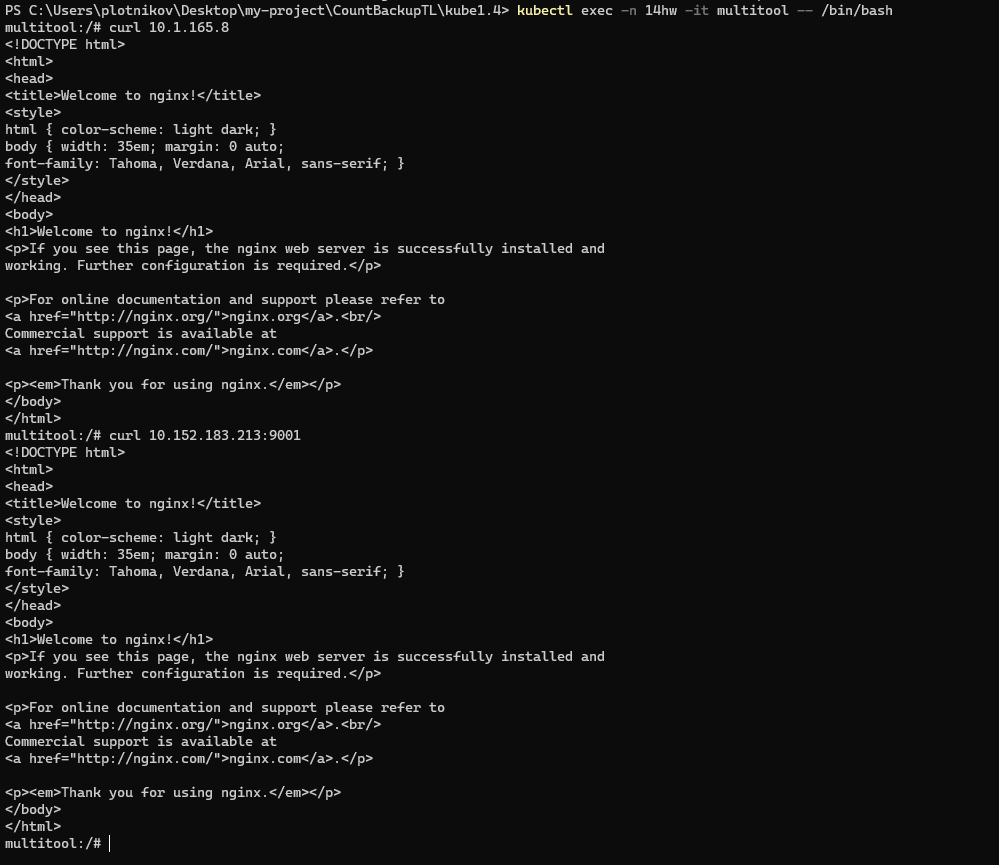 PS C:\Users\plotnikov\Desktop\my-project\CountBackupTL\kube1.4> kubectl exec -n 14hw -it multitool -- /bin/bash
multitool:/# curl 10.1.165.8
<!DOCTYPE html>
<html>
<head>
<title>Welcome to nginx!</title>
<style>
html { color-scheme: light dark; }
body { width: 35em; margin: 0 auto;
font-family: Tahoma, Verdana, Arial, sans-serif; }
</style>
</head>
<body>
<h1>Welcome to nginx!</h1>
<p>If you see this page, the nginx web server is successfully installed and
working. Further configuration is required.</p>

<p>For online documentation and support please refer to
<a href="http://nginx.org/">nginx.org</a>.<br/>
Commercial support is available at
<a href="http://nginx.com/">nginx.com</a>.</p>

<p><em>Thank you for using nginx.</em></p>
</body>
</html>
multitool:/# curl 10.152.183.213:9001
<!DOCTYPE html>
<html>
<head>
<title>Welcome to nginx!</title>
<style>
html { color-scheme: light dark; }
body { width: 35em; margin: 0 auto;
font-family: Tahoma, Verdana, Arial, sans-serif; }
</style>
</head>
<body>
<h1>Welcome to nginx!</h1>
<p>If you see this page, the nginx web server is successfully installed and
working. Further configuration is required.</p>

<p>For online documentation and support please refer to
<a href="http://nginx.org/">nginx.org</a>.<br/>
Commercial support is available at
<a href="http://nginx.com/">nginx.com</a>.</p>

<p><em>Thank you for using nginx.</em></p>
</body>
</html>
multitool:/#